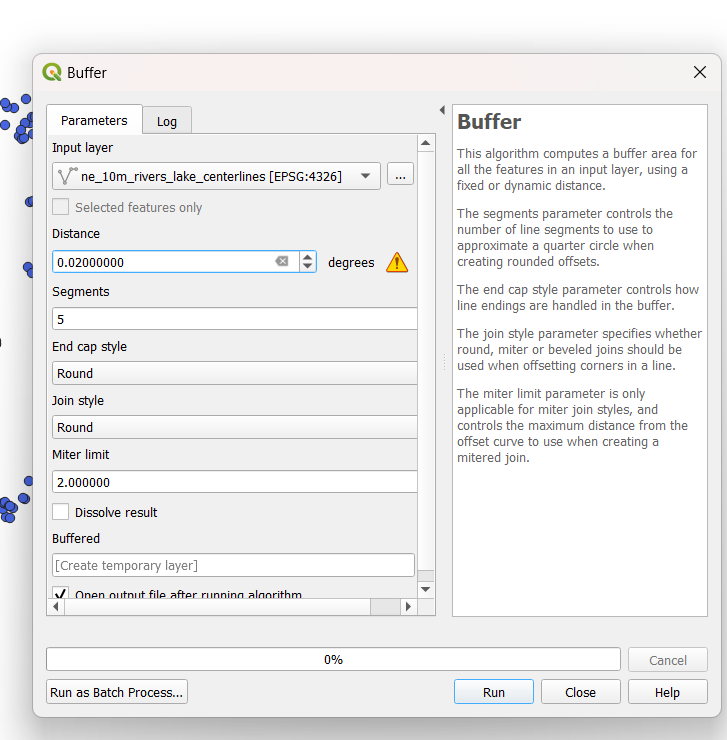 Buffer
Parameters
Log
Input layer
ne_10m_rivers_lake_centerlines [EPSG:4326]
...
Selected features only
Distance
0.02000000
degrees
Segments
5
End cap style
Round
Join style
Round
Miter limit
2.000000
Dissolve result
Buffered
[Create temporary layer]
Open output file after running algorithm
Buffer
This algorithm computes a buffer area for
all the features in an input layer, using a
fixed or dynamic distance.
The segments parameter controls the
number of line segments to use to
approximate a quarter circle when
creating rounded offsets.
The end cap style parameter controls how
line endings are handled in the buffer.
The join style parameter specifies whether
round, miter or beveled joins should be
used when offsetting corners in a line.
The miter limit parameter is only
applicable for miter join styles, and
controls the maximum distance from the
offset curve to use when creating a
mitered join.
0%
Cancel
Run as Batch Process...
Run
Close
Help